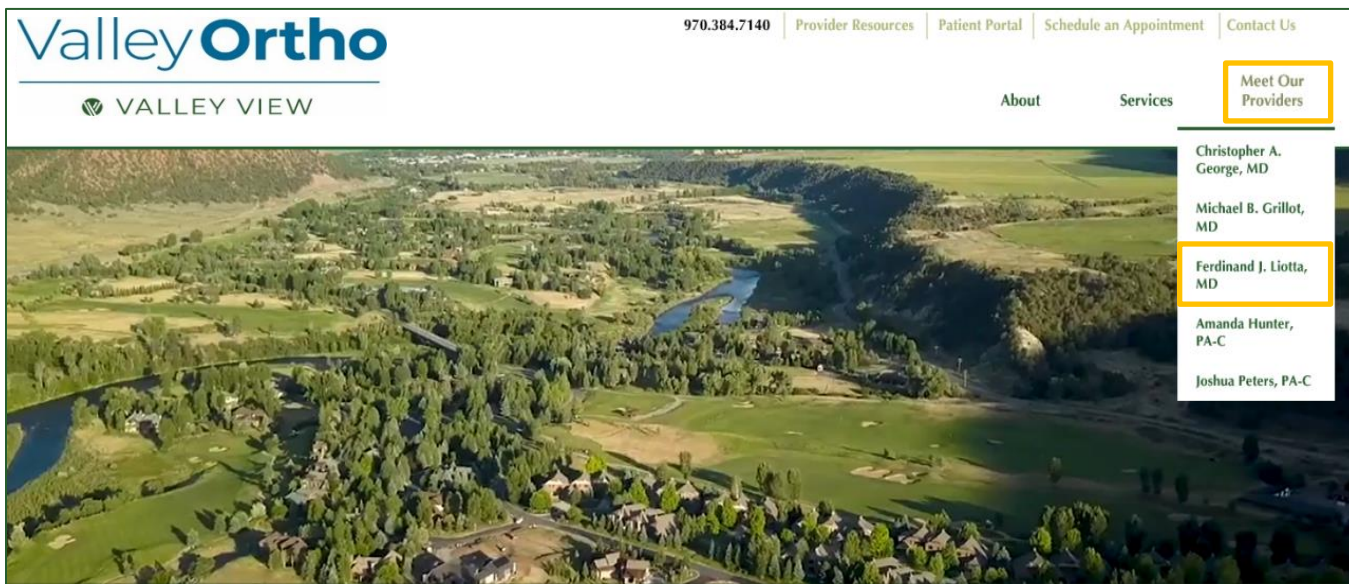 Valley Ortho
VALLEY VIEW
970.384.7140 Provider Resources Patient Portal Schedule an Appointment Contact Us
About Services Meet Our
Providers
Christopher A.
George, MD
Michael B. Grillot,
MD
Ferdinand J. Liotta,
MD
Amanda Hunter,
PA-C
Joshua Peters, PA-C